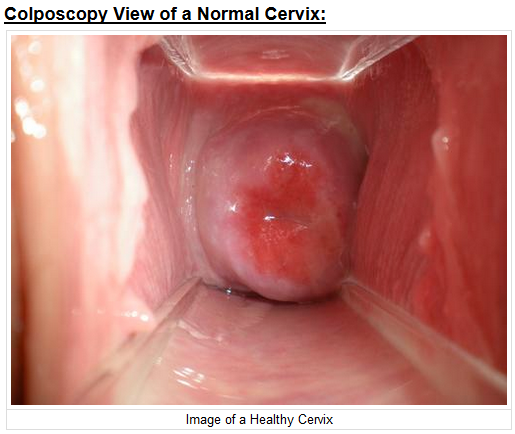 Colposcopy View of a Normal Cervix:
Image of a Healthy Cervix